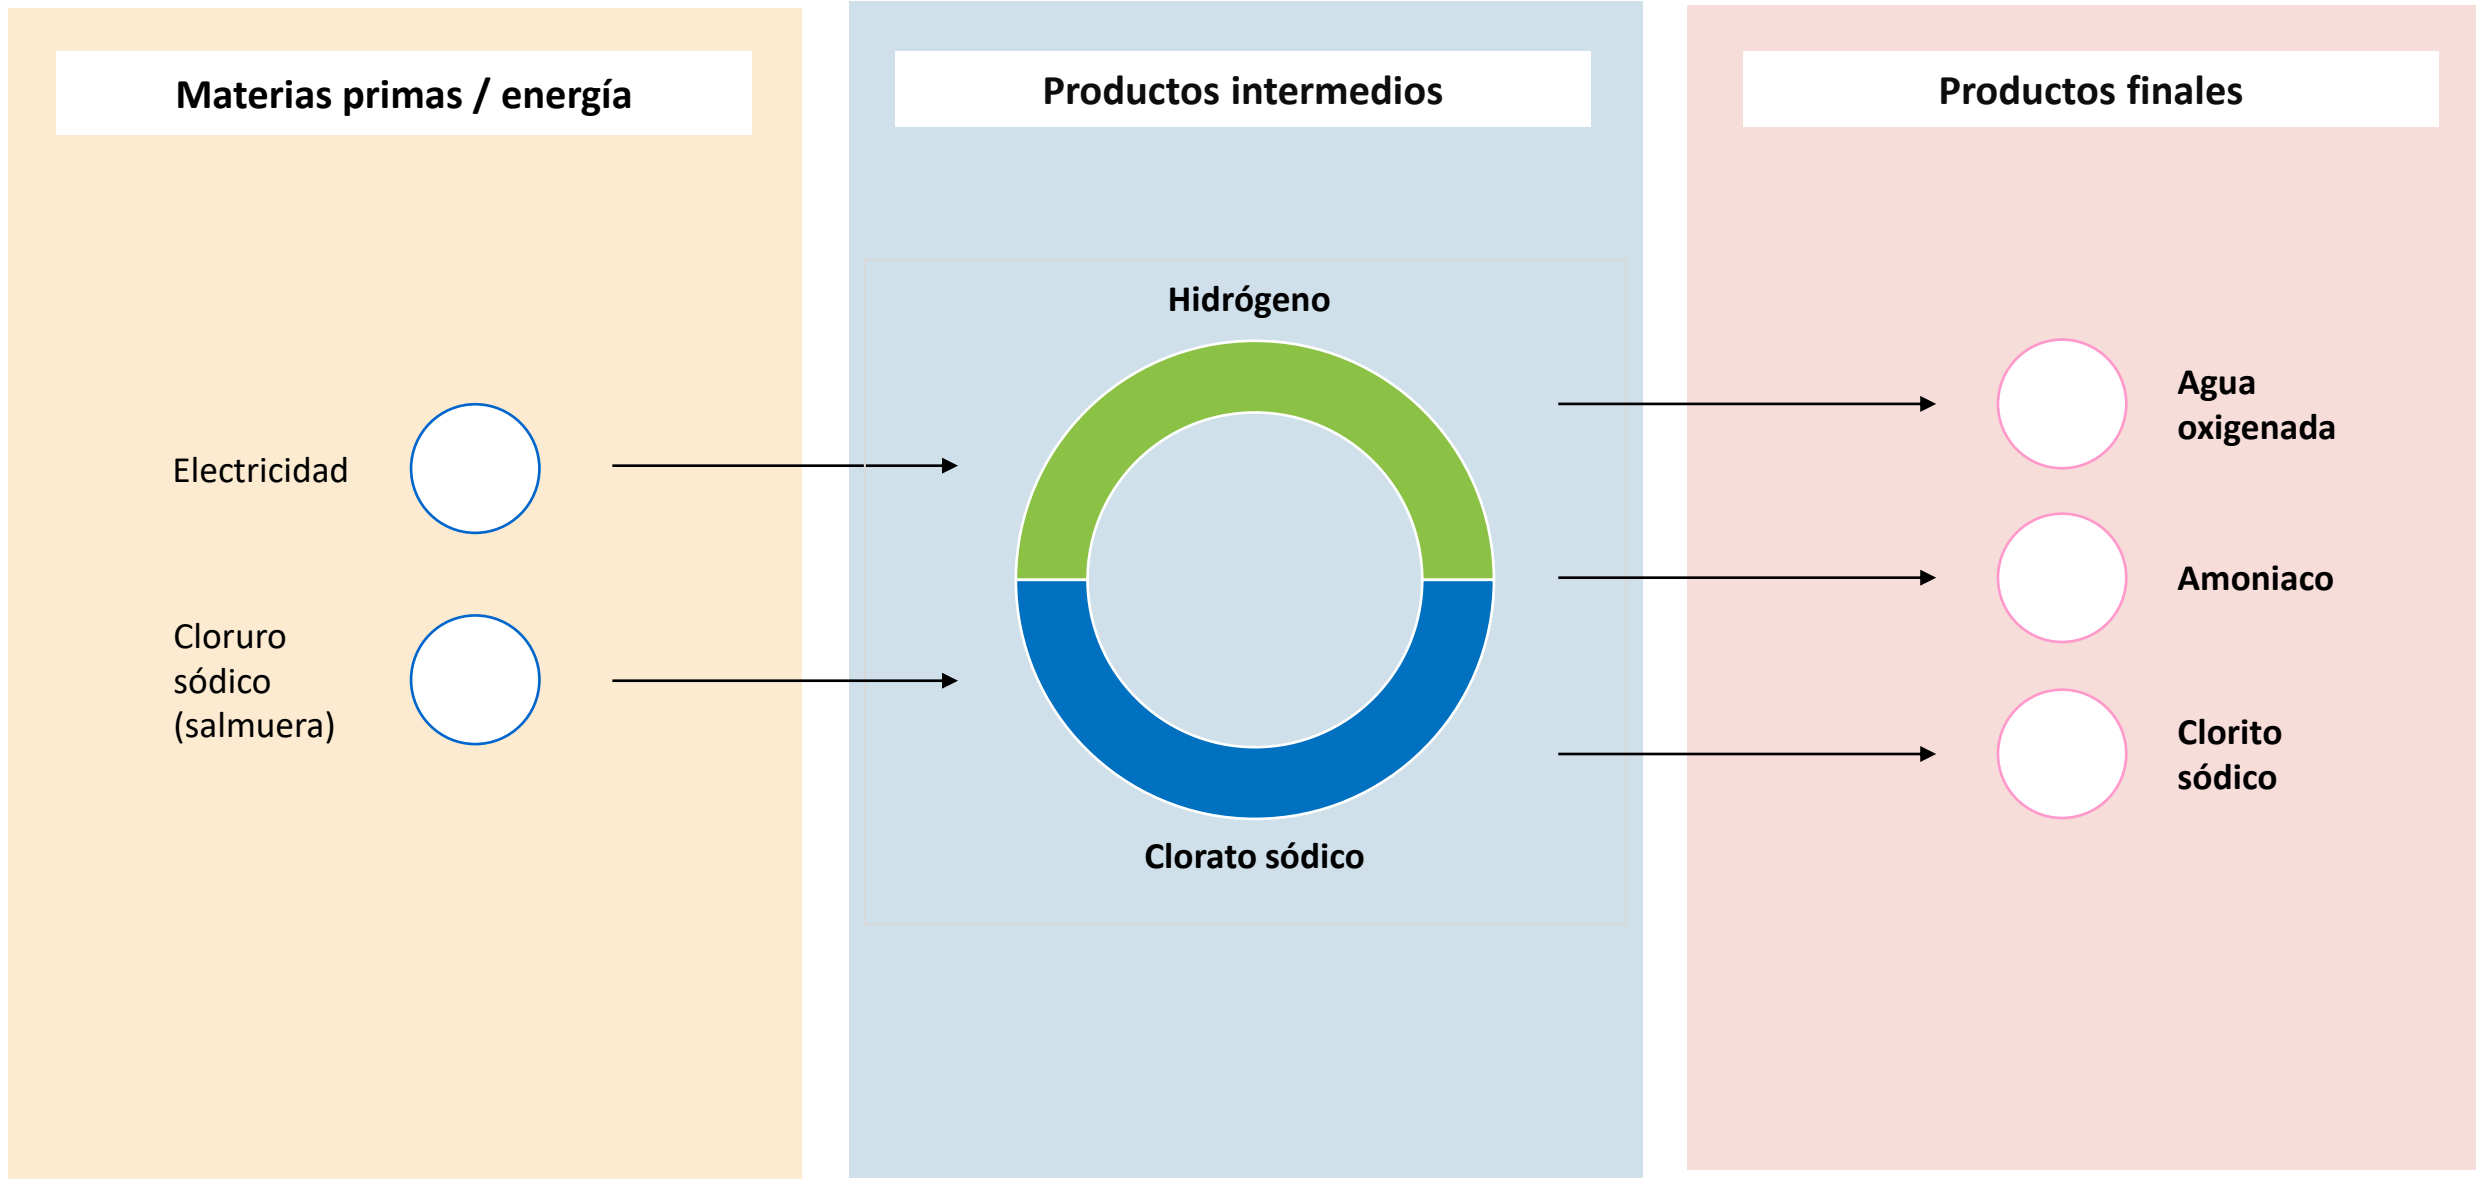 Materias primas / energía
Productos intermedios
Productos finales
Electricidad
Cloruro
sódico
(salmuera)
Hidrógeno
Clorato sódico
Agua
oxigenada
Amoniaco
Clorito
sódico